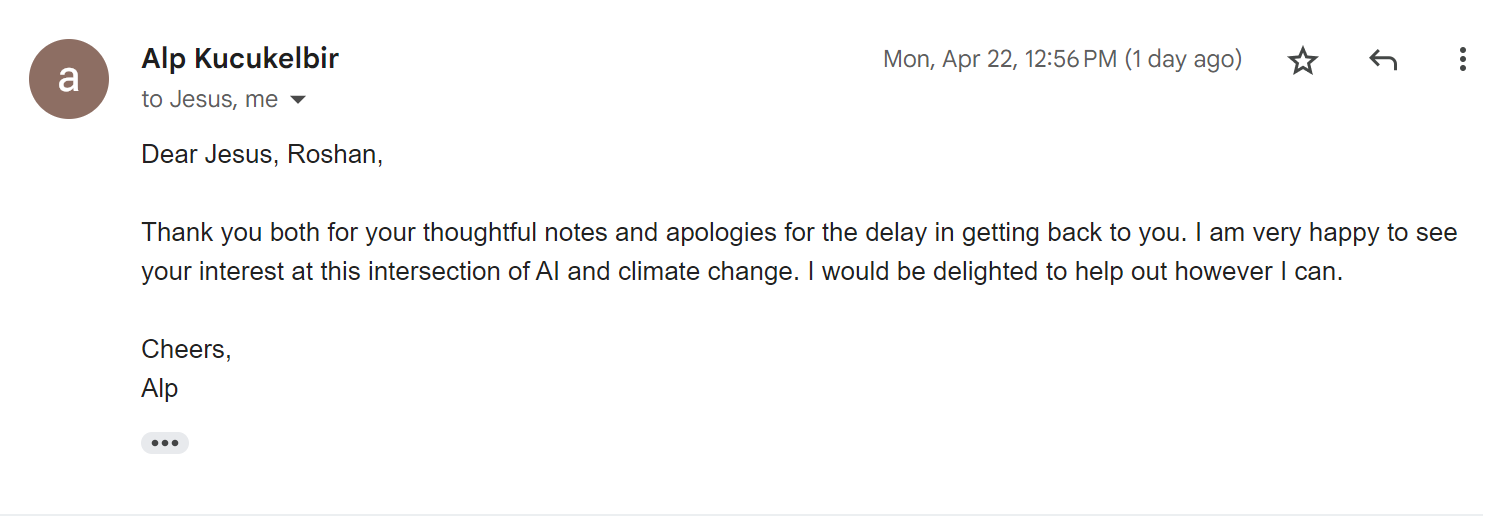 a
Alp Kucukelbir
Mon, Apr 22, 12:56 PM (1 day ago)
to Jesus, me
Dear Jesus, Roshan,
Thank you both for your thoughtful notes and apologies for the delay in getting back to you. I am very happy to see
your interest at this intersection of AI and climate change. I would be delighted to help out however I can.
Cheers,
Alp